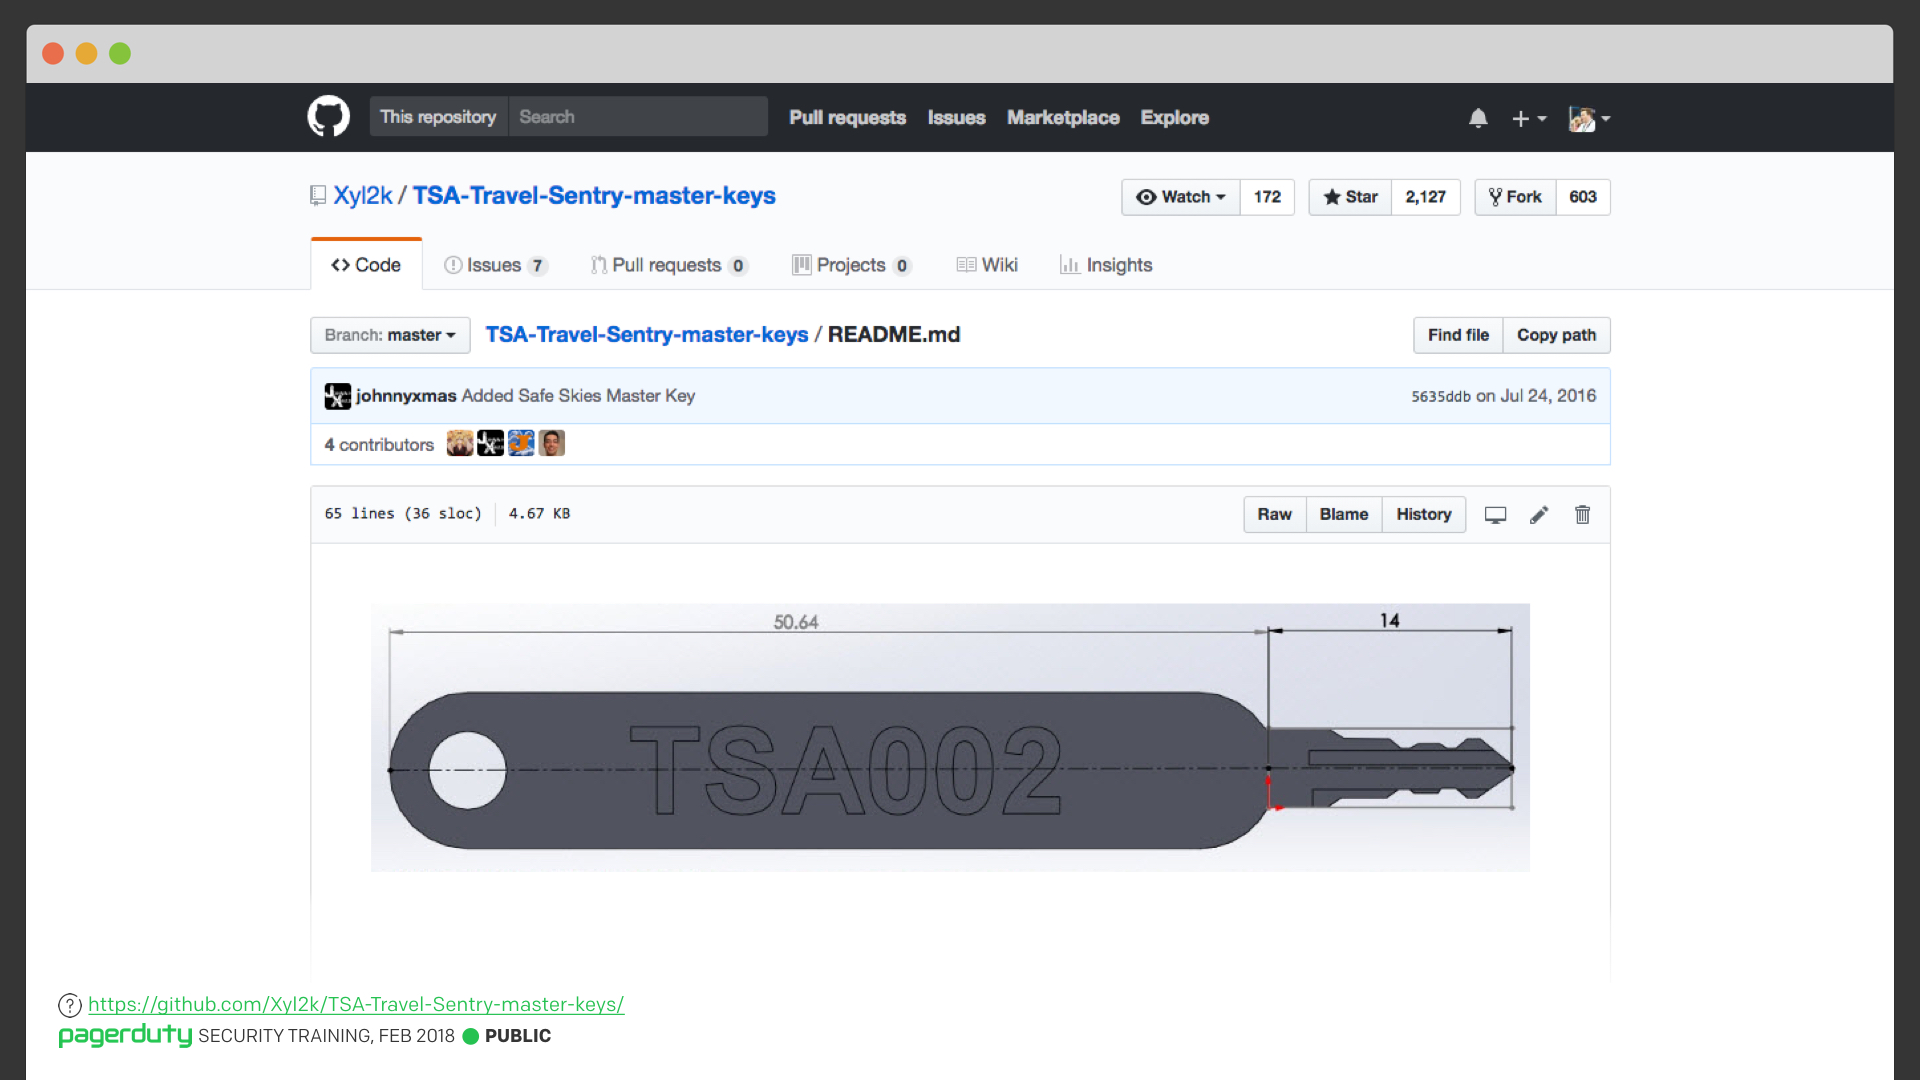 This repository Search Pull requests Issues Marketplace Explore
Xyl2k / TSA-Travel-Sentry-master-keys Watch 172 Star 2,127 Fork 603
Code Issues 7 Pull requests 0 Projects 0 Wiki Insights
Branch: master TSA-Travel-Sentry-master-keys / README.md Find file Copy path
johnnyxmas Added Safe Skies Master Key 5635ddb on Jul 24, 2016
4 contributors
65 lines (36 sloc) 4.67 KB Raw Blame History
50.64 14
TSA002
https://github.com/Xyl2k/TSA-Travel-Sentry-master-keys/
pagerduty SECURITY TRAINING, FEB 2018 PUBLIC